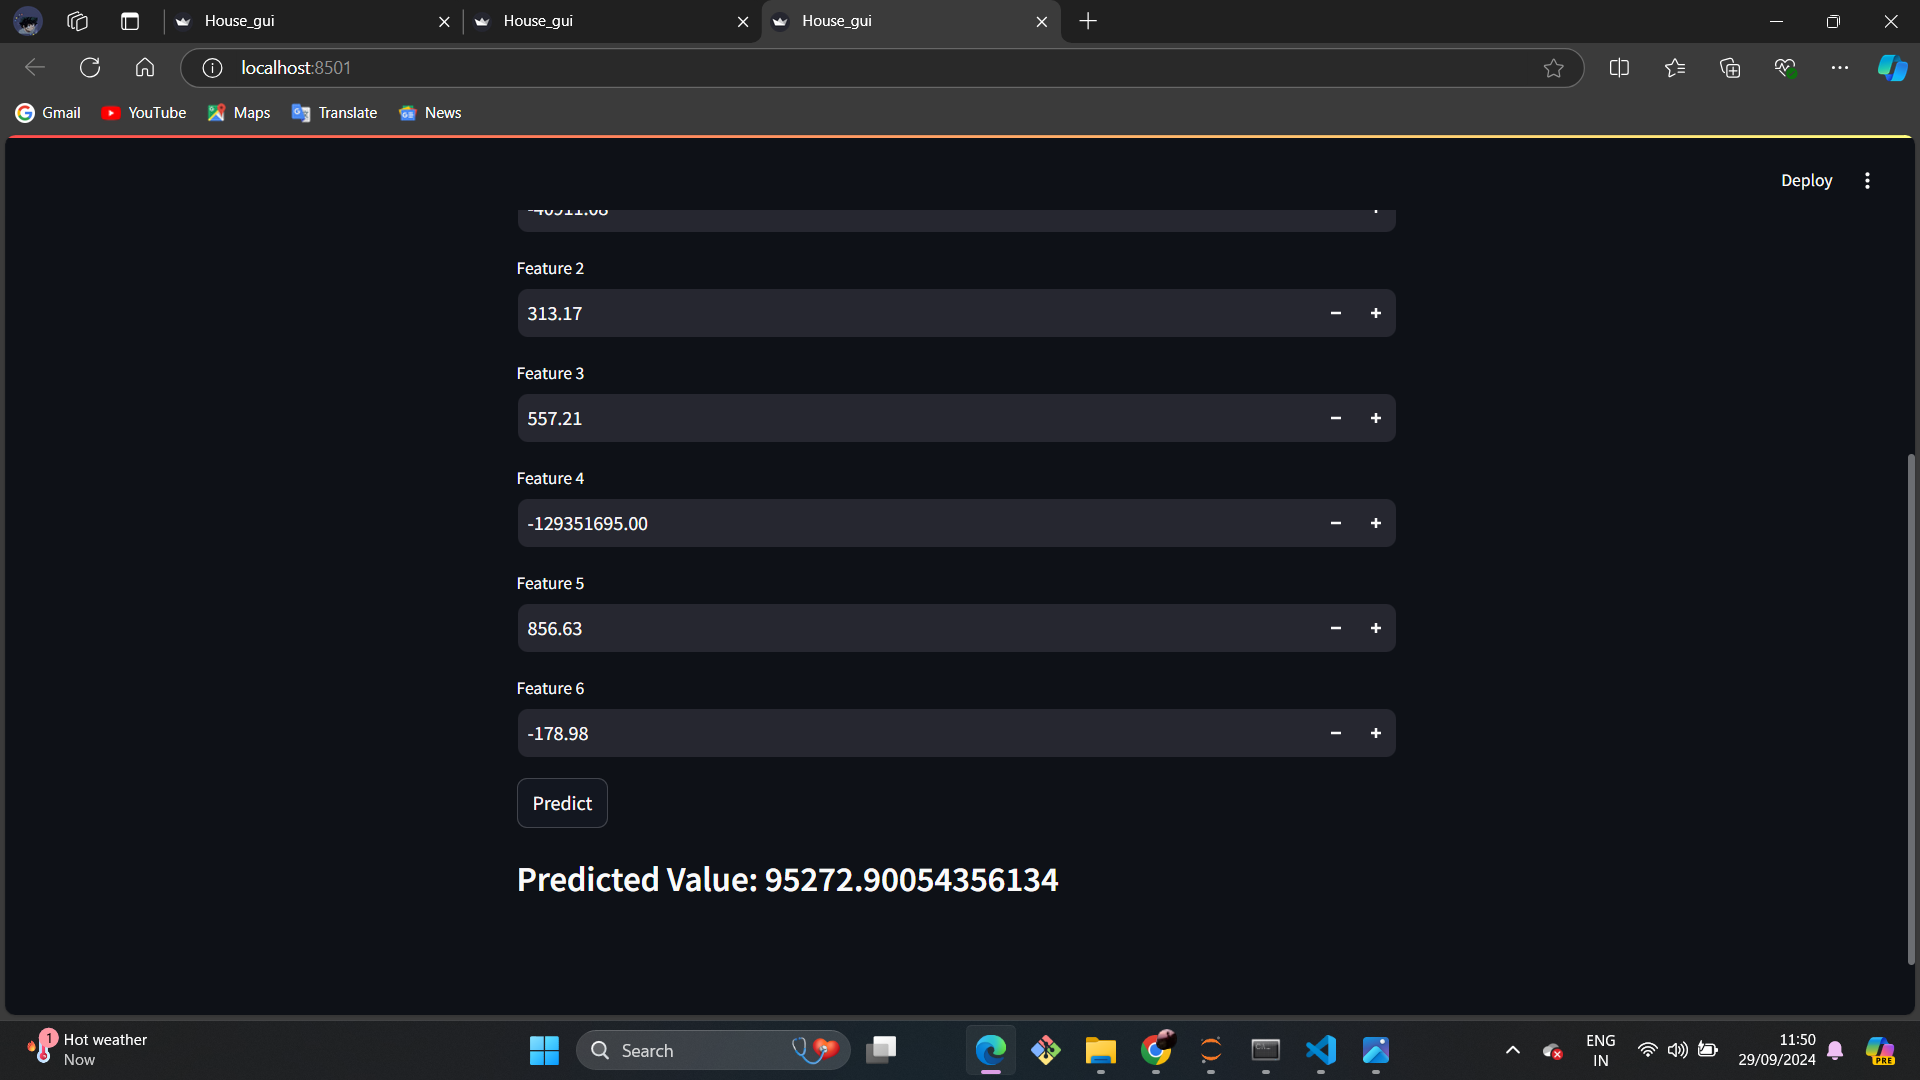 House_gui
House_gui
House_gui
localhost:8501
Gmail
YouTube
Maps
Translate
News
Deploy
Feature 2
313.17
Feature 3
557.21
Feature 4
-129351695.00
Feature 5
856.63
Feature 6
-178.98
Predict
Predicted Value: 95272.90054356134
1
Hot weather
Now
Search
PRE
ENG
IN
11:50
29/09/2024